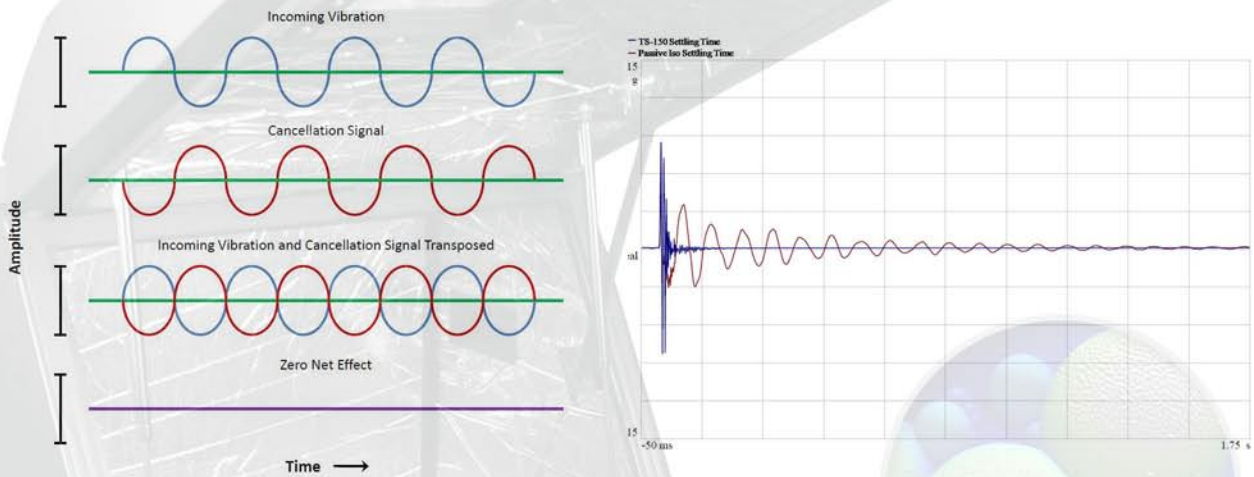 Incoming Vibration
Cancellation Signal
Incoming Vibration and Cancellation Signal Transposed
Zero Net Effect
Amplitude
Time
TS-150 Settling Time
Passive Iso Settling Time
15
g
15
-50 ms
1.75 s